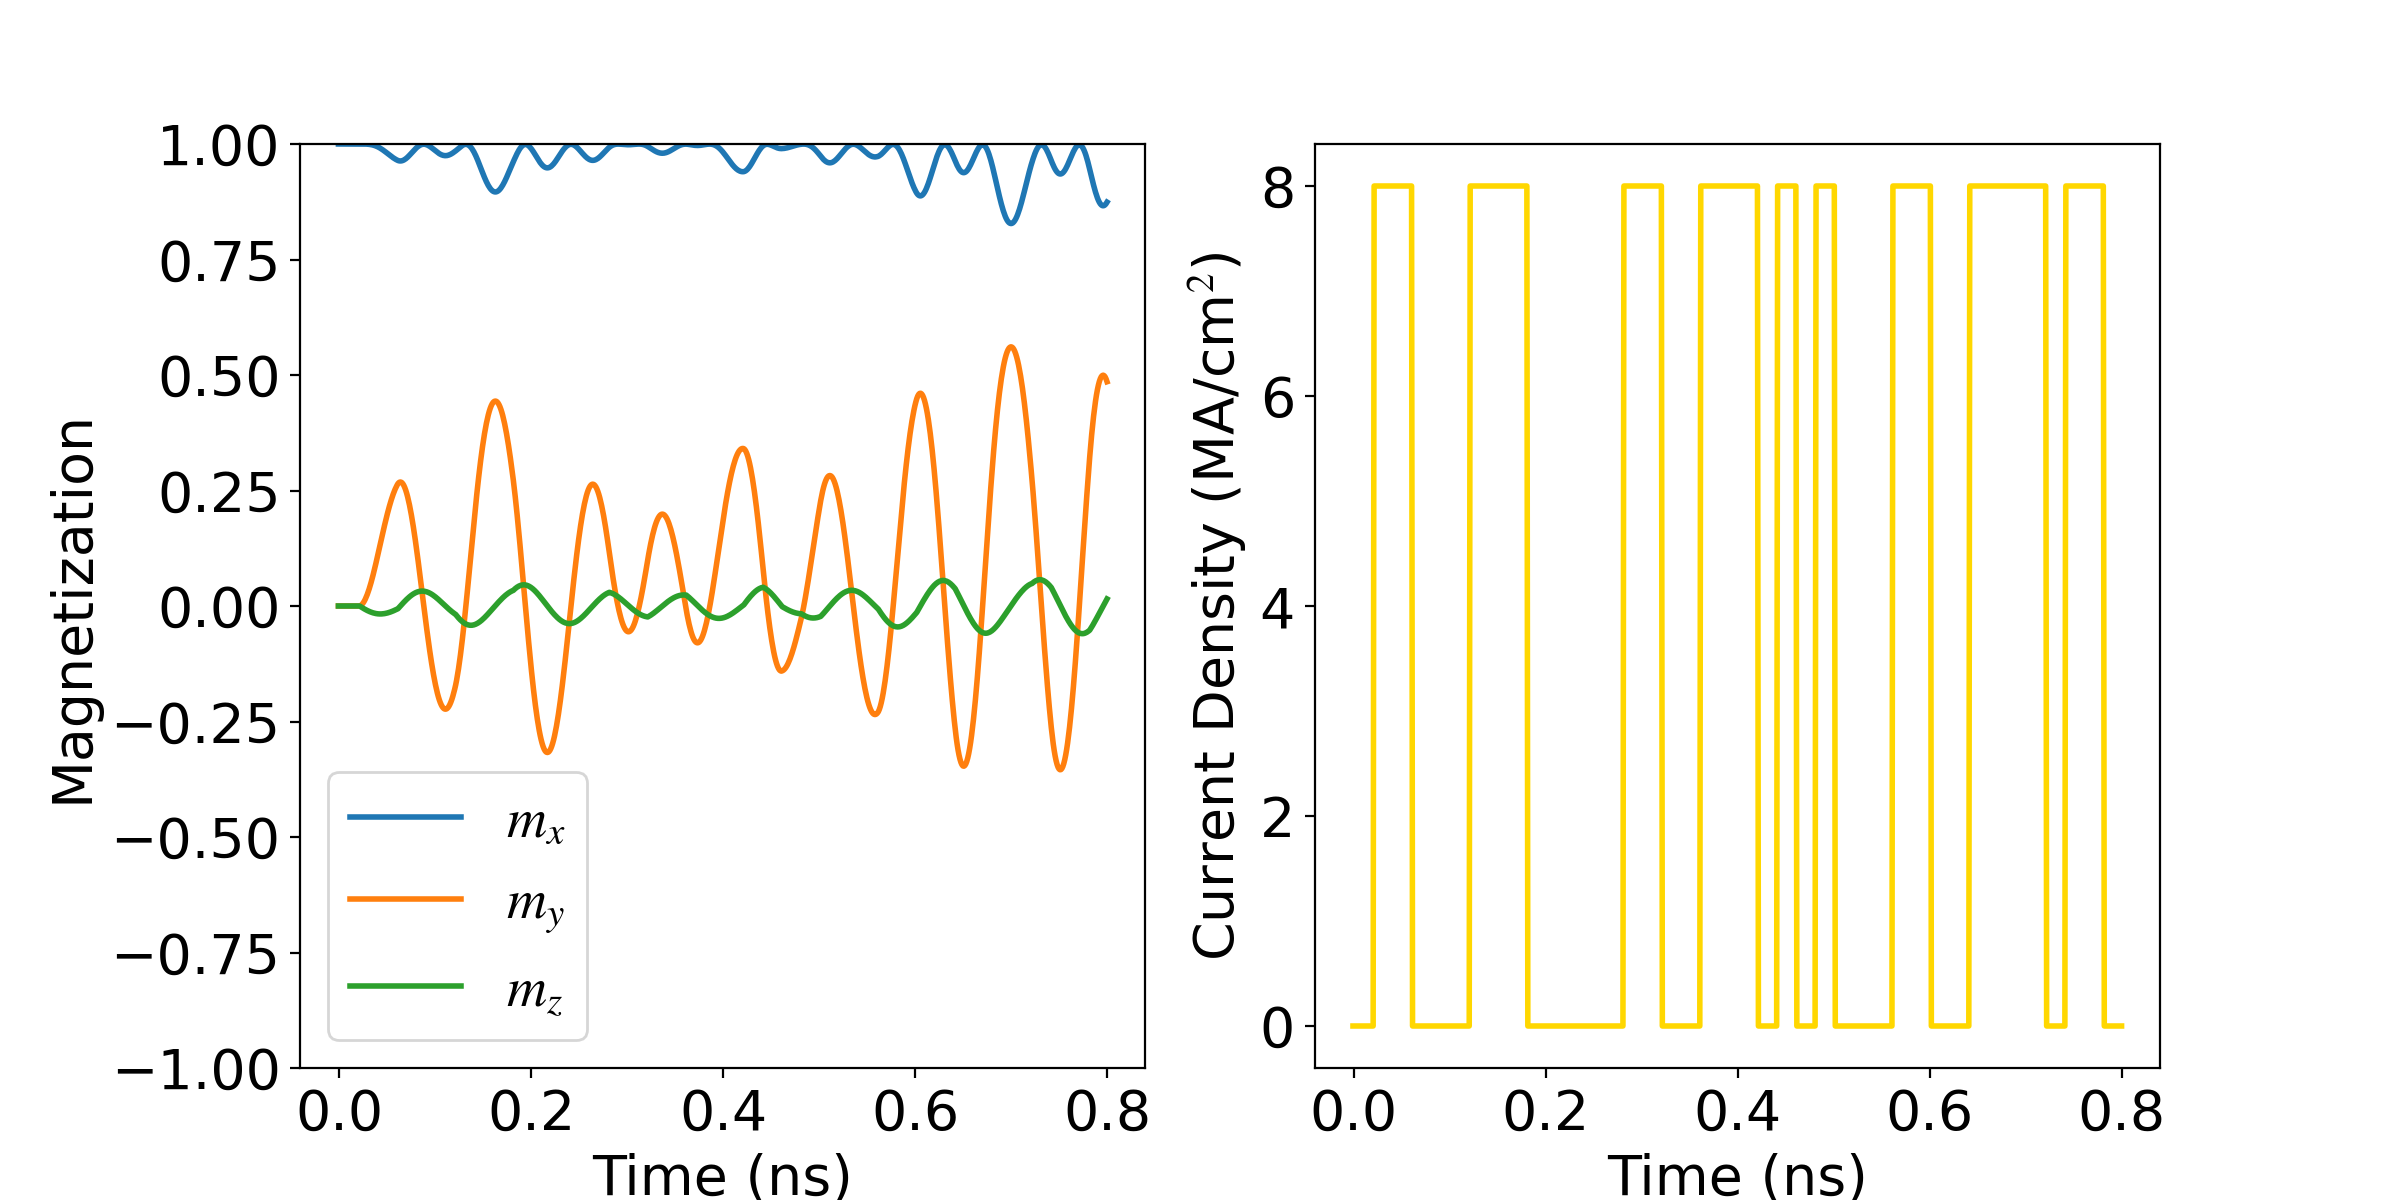 Magnetization
1.00
0.75
0.50
0.25
0.00
−0.25
−0.50
−0.75
−1.00
m_x
m_y
m_z
0.0 0.2 0.4 0.6 0.8
Time (ns)
Current Density (MA/cm²)
8
6
4
2
0
0.0 0.2 0.4 0.6 0.8
Time (ns)